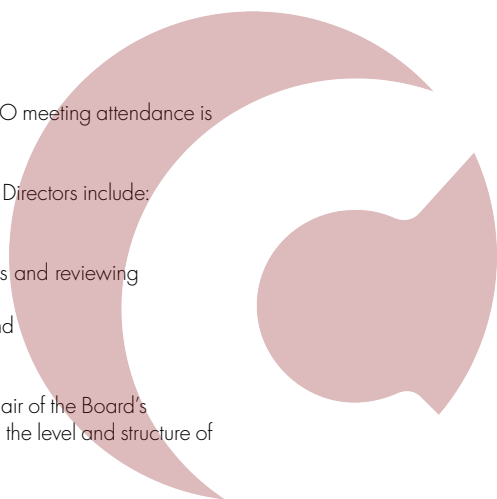 O meeting attendance is
Directors include:
s and reviewing
nd
air of the Board’s
the level and structure of